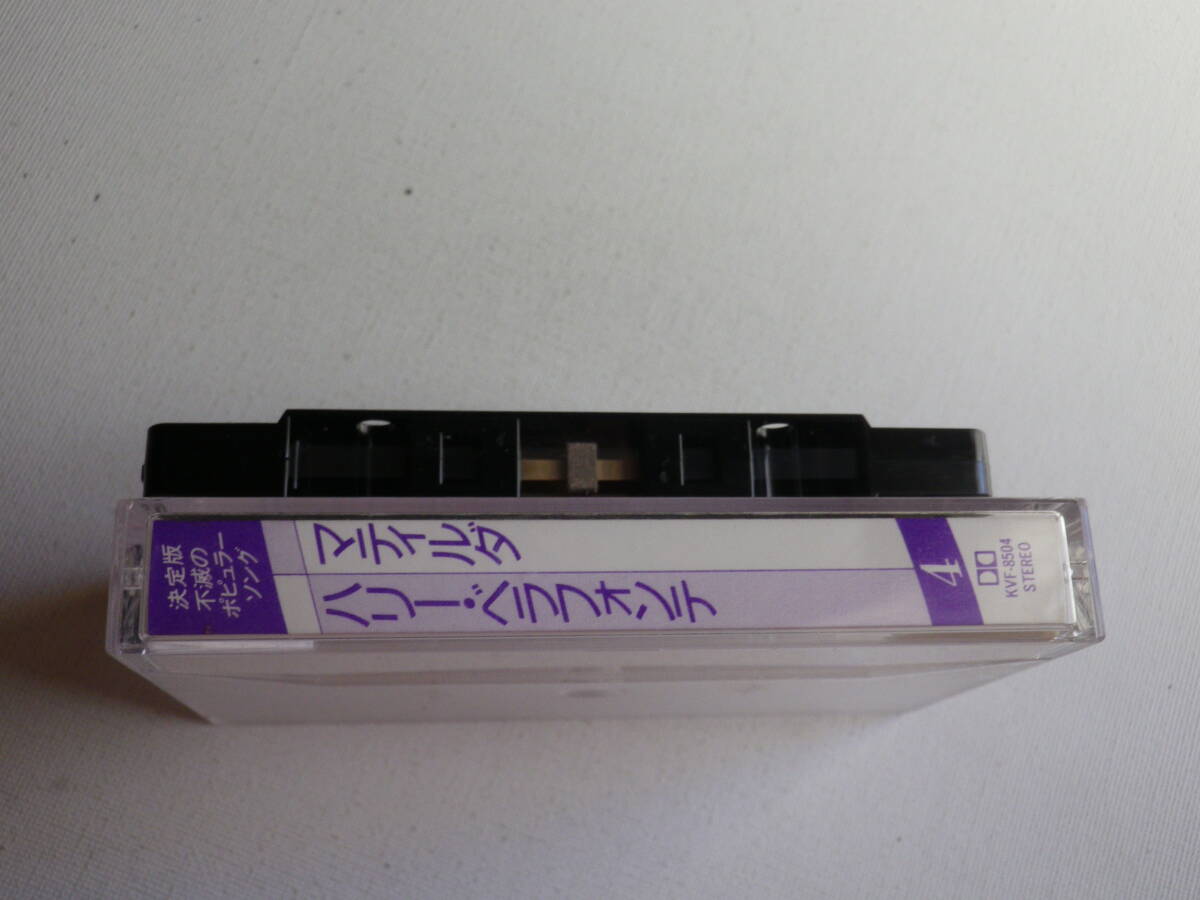 決定版
不滅の
ポピュラー
ソング
マティルダ
ハリー・ベラフォンテ
4
KVF-8504
STEREO